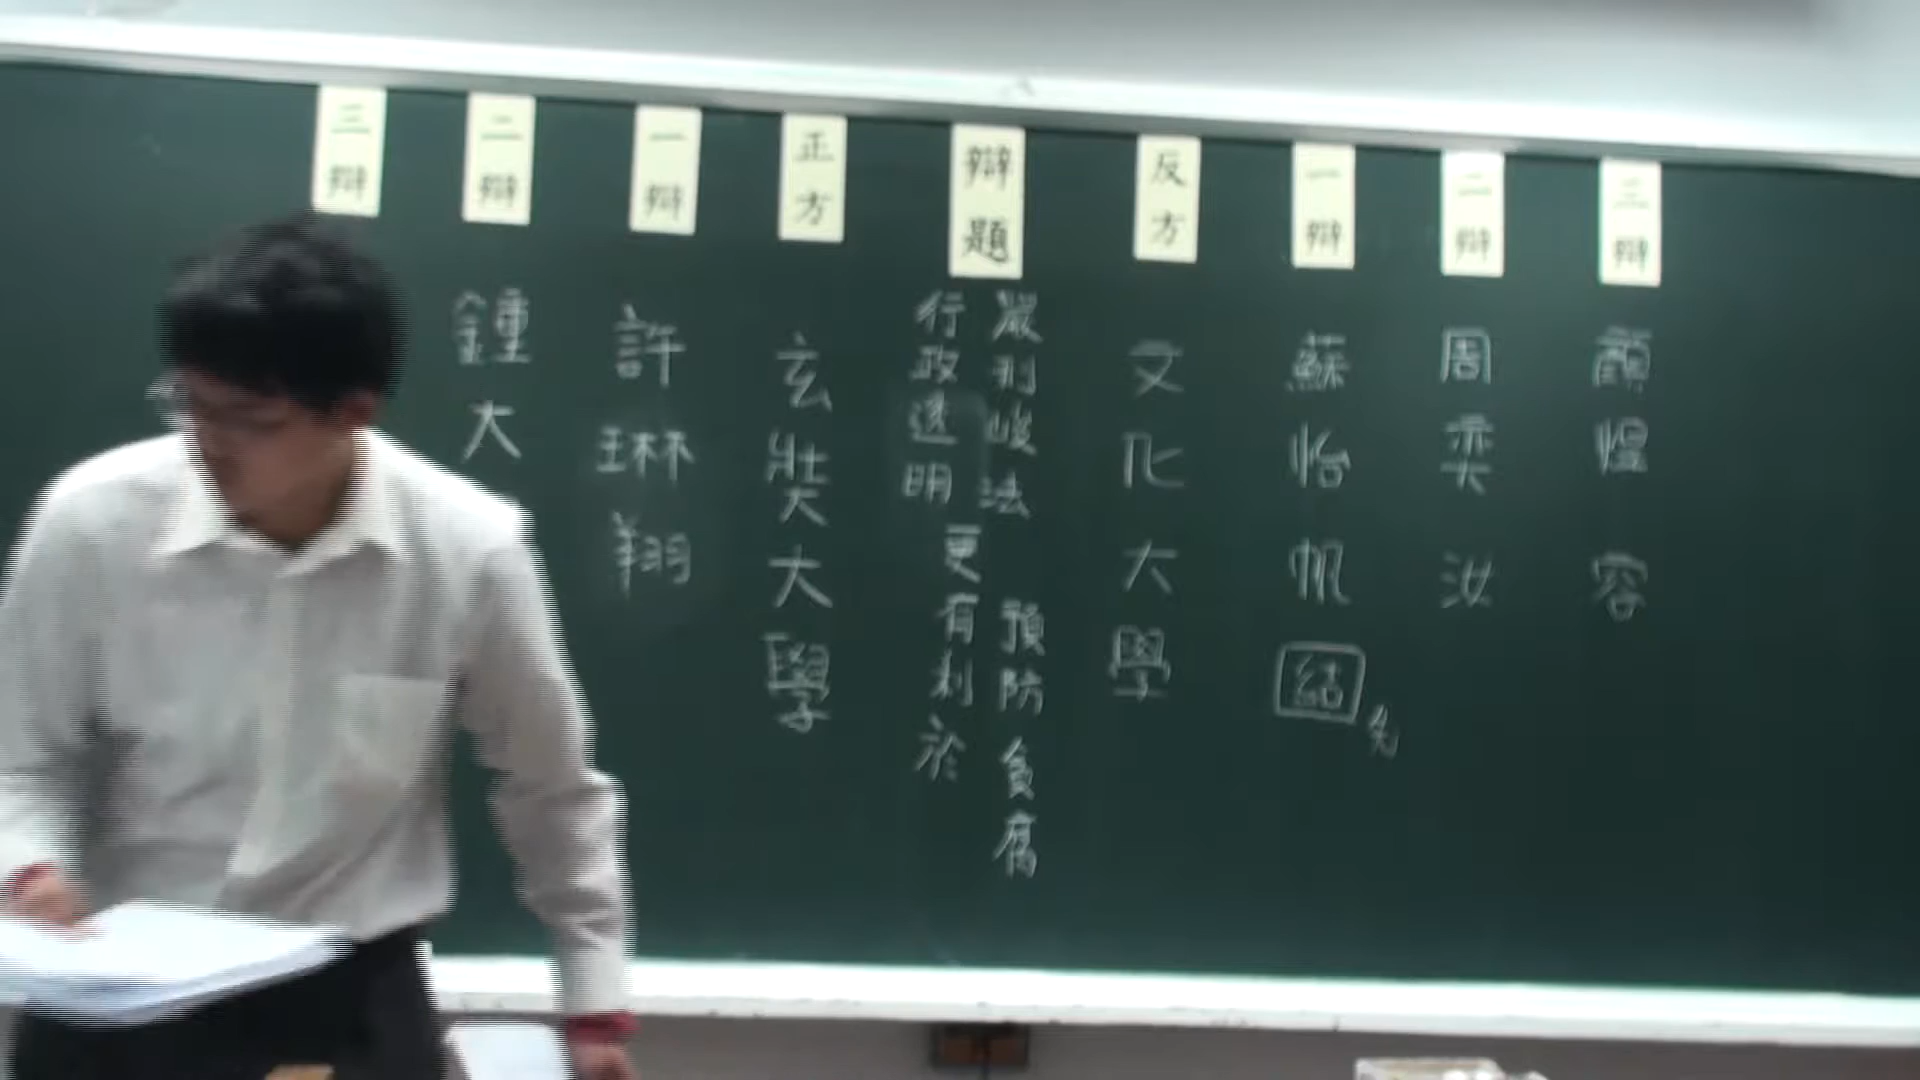 三辯
二辯
鍾大
一辯
許琳翔
正方
玄奘大學
辯題
嚴刑峻法 預防貪腐
行政透明更有利於
反方
文化大學
一辯
蘇怡帆
結
先
二辯
周奕汝
三辯
顏惶容